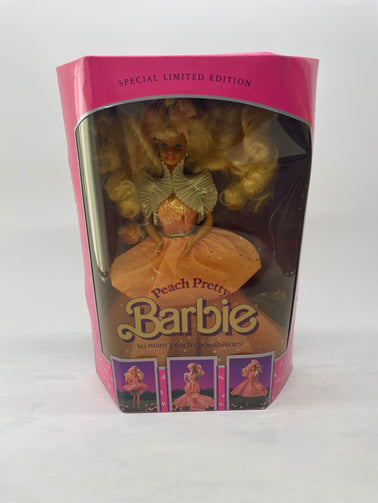 SPECIAL LIMITED EDITION
Peach Pretty
Barbie
so many peachy possibilities!